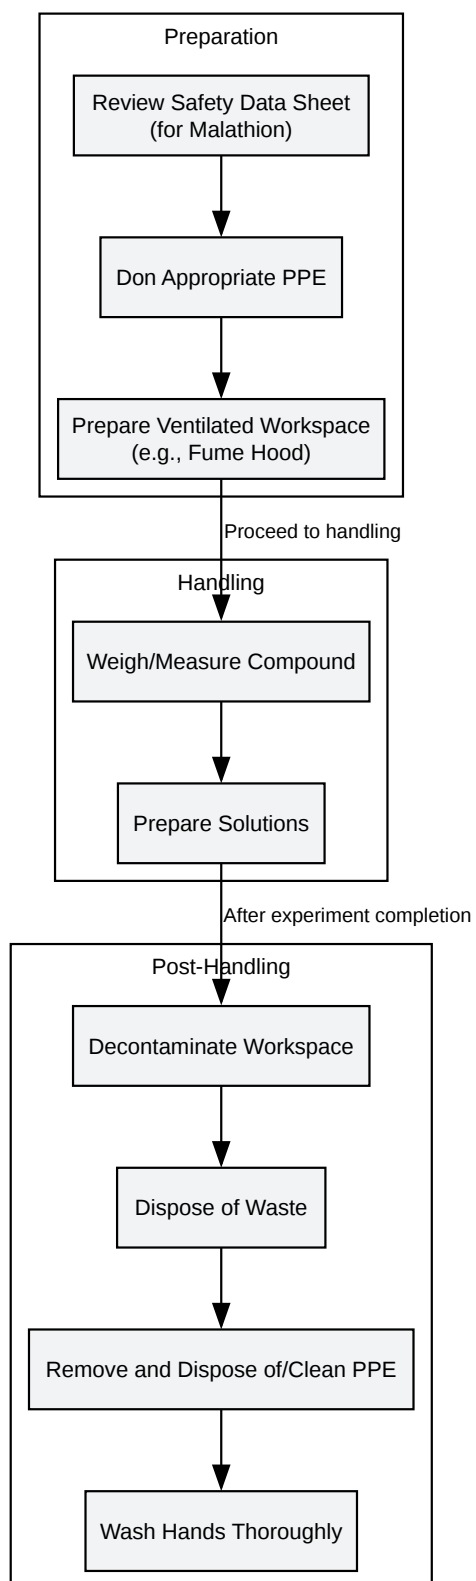 Preparation
Review Safety Data Sheet
(for Malathion)
Don Appropriate PPE
Prepare Ventilated Workspace
(e.g., Fume Hood)
Proceed to handling
Handling
Weigh/Measure Compound
Prepare Solutions
After experiment completion
Post-Handling
Decontaminate Workspace
Dispose of Waste
Remove and Dispose of/Clean PPE
Wash Hands Thoroughly